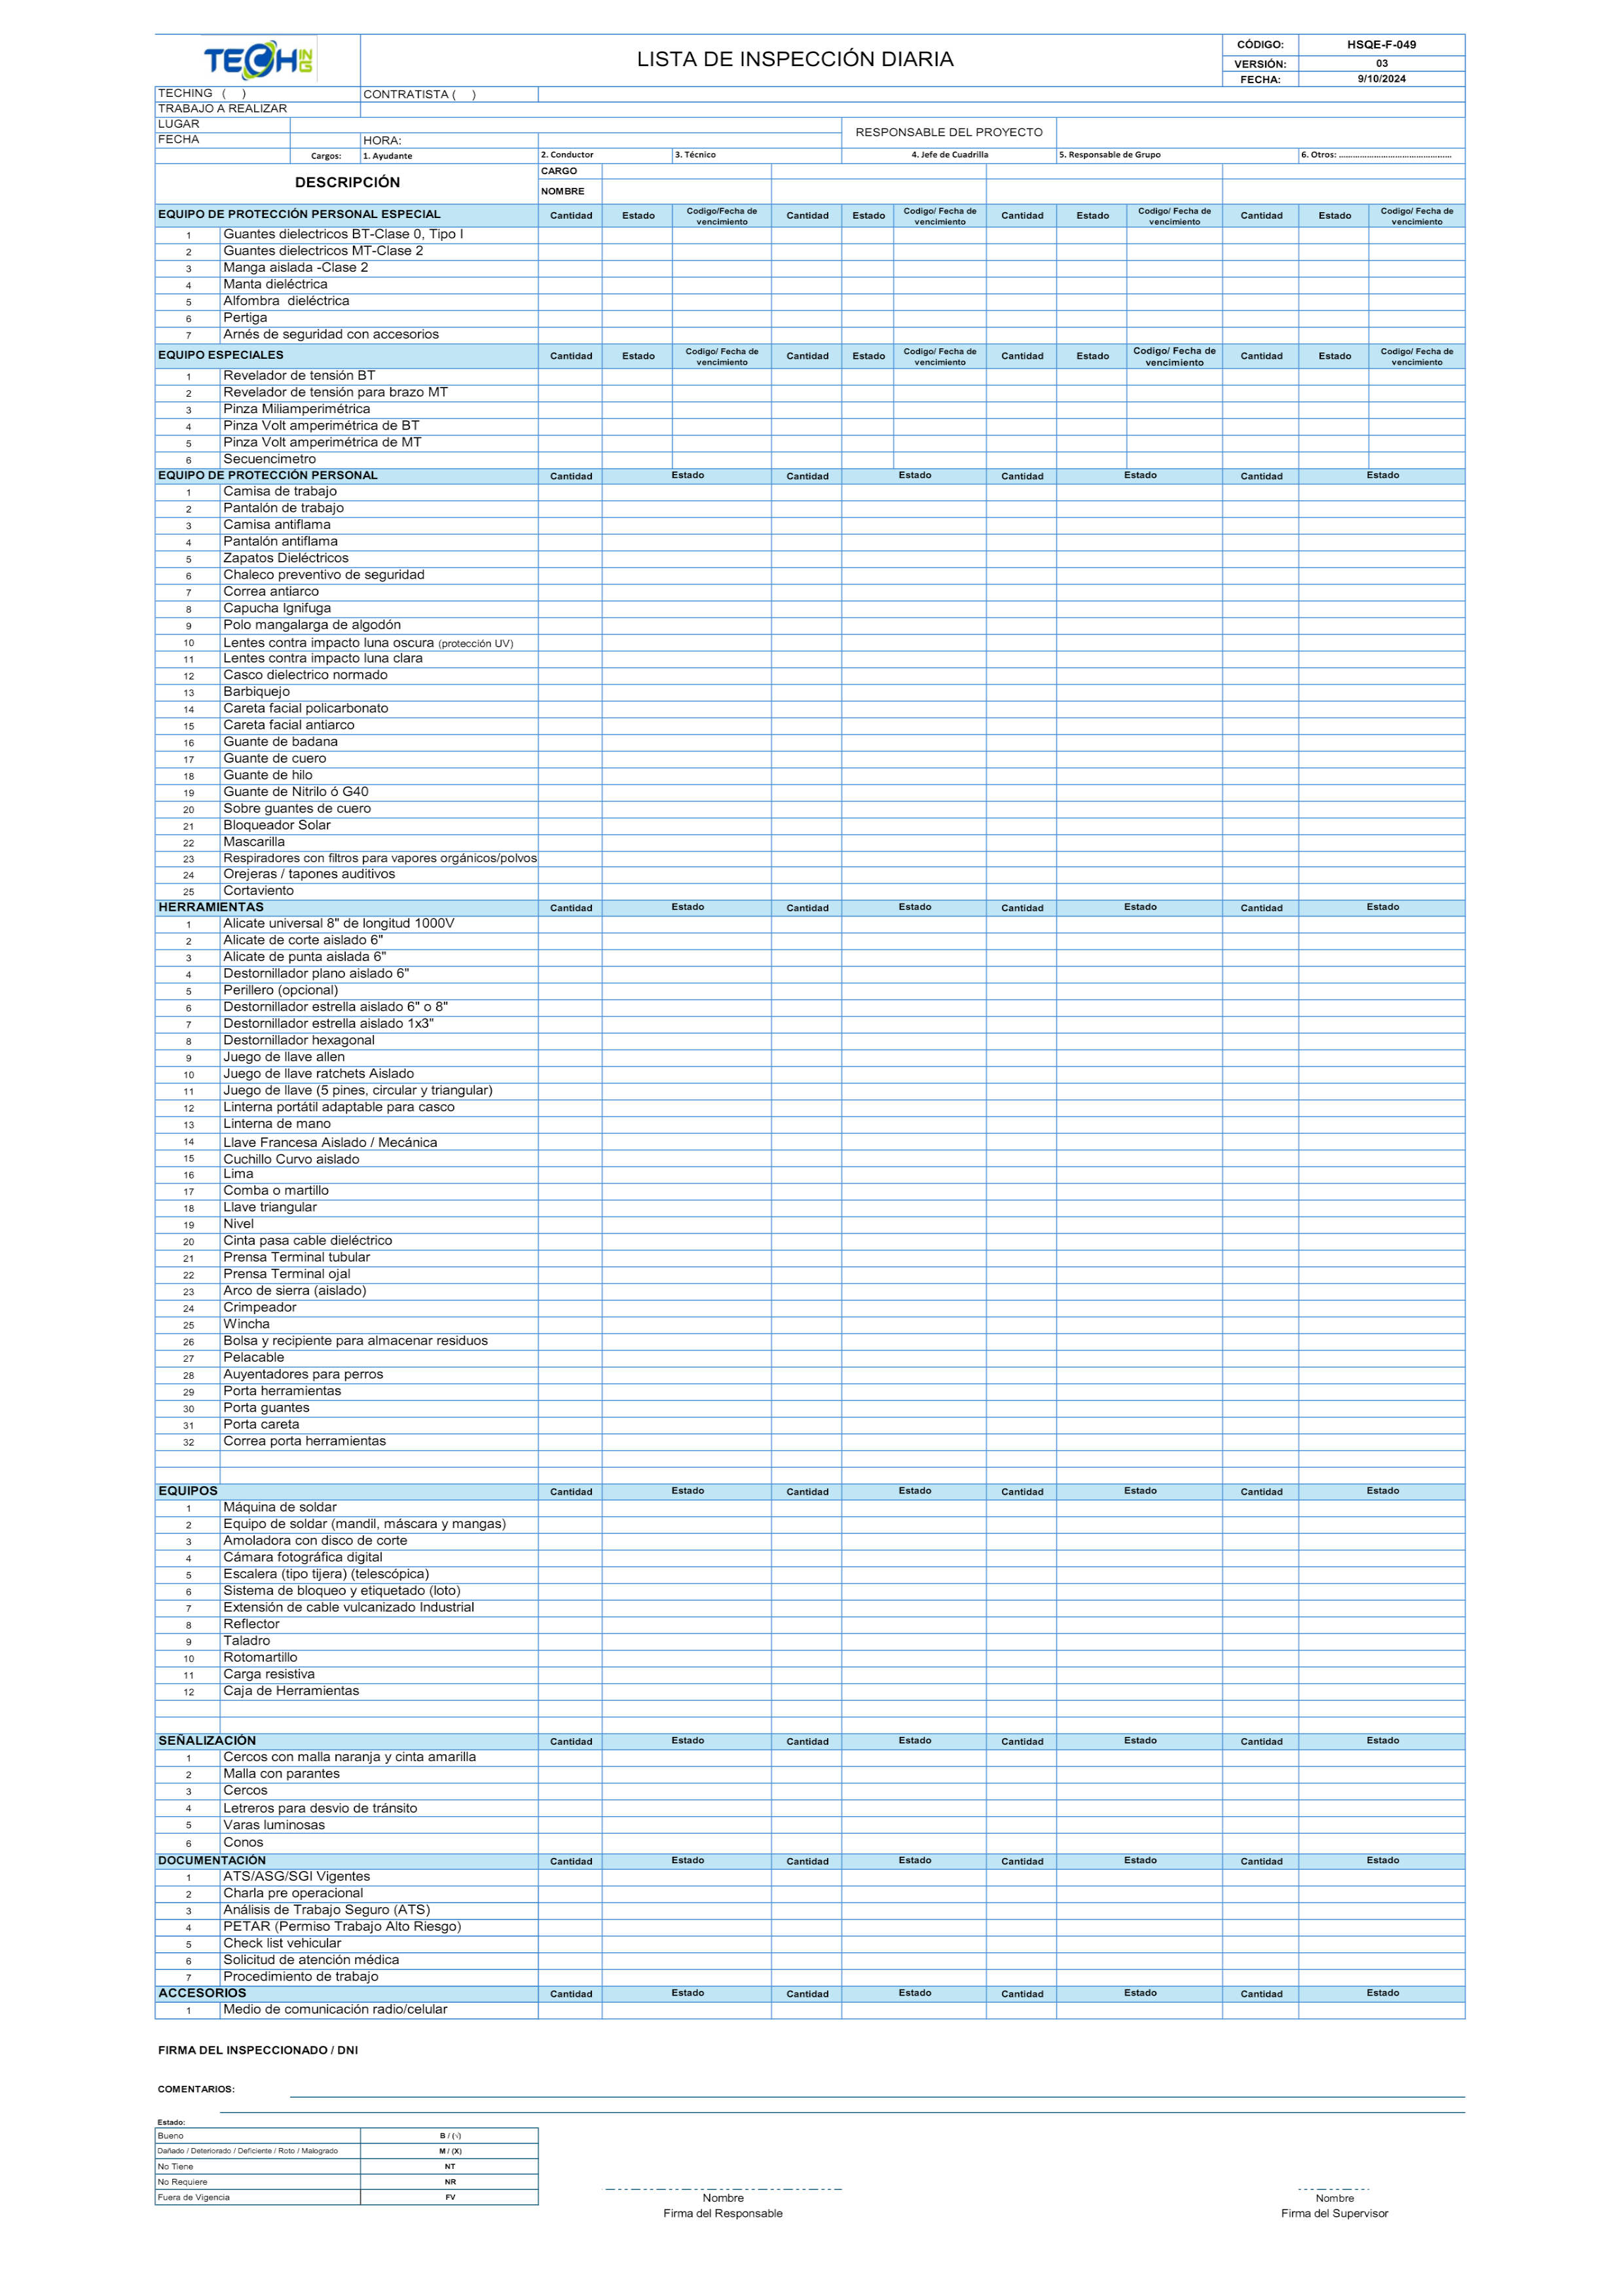 TECHING
LISTA DE INSPECCIÓN DIARIA
CÓDIGO: HSQE-F-049
VERSIÓN: 03
FECHA: 9/10/2024
TECHING ( ) CONTRATISTA ( )
TRABAJO A REALIZAR
LUGAR
RESPONSABLE DEL PROYECTO
FECHA HORA:
Cargos: 1. Ayudante 2. Conductor 3. Técnico 4. Jefe de Cuadrilla 5. Responsable de Grupo 6. Otros: ................................................
DESCRIPCIÓN
CARGO
NOMBRE
EQUIPO DE PROTECCIÓN PERSONAL ESPECIAL Cantidad Estado Codigo/Fecha de vencimiento Cantidad Estado Codigo/ Fecha de vencimiento Cantidad Estado Codigo/ Fecha de vencimiento Cantidad Estado Codigo/ Fecha de vencimiento
1 Guantes dielectricos BT-Clase 0, Tipo I
2 Guantes dielectricos MT-Clase 2
3 Manga aislada -Clase 2
4 Manta dieléctrica
5 Alfombra dieléctrica
6 Pertiga
7 Arnés de seguridad con accesorios
EQUIPO ESPECIALES Cantidad Estado Codigo/ Fecha de vencimiento Cantidad Estado Codigo/ Fecha de vencimiento Cantidad Estado Codigo/ Fecha de vencimiento Cantidad Estado Codigo/ Fecha de vencimiento
1 Revelador de tensión BT
2 Revelador de tensión para brazo MT
3 Pinza Miliamperimétrica
4 Pinza Volt amperimétrica de BT
5 Pinza Volt amperimétrica de MT
6 Secuencimetro
EQUIPO DE PROTECCIÓN PERSONAL Cantidad Estado Cantidad Estado Cantidad Estado Cantidad Estado
1 Camisa de trabajo
2 Pantalón de trabajo
3 Camisa antiflama
4 Pantalón antiflama
5 Zapatos Dieléctricos
6 Chaleco preventivo de seguridad
7 Correa antiarco
8 Capucha Ignifuga
9 Polo mangalarga de algodón
10 Lentes contra impacto luna oscura (protección UV)
11 Lentes contra impacto luna clara
12 Casco dielectrico normado
13 Barbiquejo
14 Careta facial policarbonato
15 Careta facial antiarco
16 Guante de badana
17 Guante de cuero
18 Guante de hilo
19 Guante de Nitrilo ó G40
20 Sobre guantes de cuero
21 Bloqueador Solar
22 Mascarilla
23 Respiradores con filtros para vapores orgánicos/polvos
24 Orejeras / tapones auditivos
25 Cortaviento
HERRAMIENTAS Cantidad Estado Cantidad Estado Cantidad Estado Cantidad Estado
1 Alicate universal 8" de longitud 1000V
2 Alicate de corte aislado 6"
3 Alicate de punta aislada 6"
4 Destornillador plano aislado 6"
5 Perillero (opcional)
6 Destornillador estrella aislado 6" o 8"
7 Destornillador estrella aislado 1x3"
8 Destornillador hexagonal
9 Juego de llave allen
10 Juego de llave ratchets Aislado
11 Juego de llave (5 pines, circular y triangular)
12 Linterna portátil adaptable para casco
13 Linterna de mano
14 Llave Francesa Aislado / Mecánica
15 Cuchillo Curvo aislado
16 Lima
17 Comba o martillo
18 Llave triangular
19 Nivel
20 Cinta pasa cable dieléctrico
21 Prensa Terminal tubular
22 Prensa Terminal ojal
23 Arco de sierra (aislado)
24 Crimpeador
25 Wincha
26 Bolsa y recipiente para almacenar residuos
27 Pelacable
28 Auyentadores para perros
29 Porta herramientas
30 Porta guantes
31 Porta careta
32 Correa porta herramientas
EQUIPOS Cantidad Estado Cantidad Estado Cantidad Estado Cantidad Estado
1 Máquina de soldar
2 Equipo de soldar (mandil, máscara y mangas)
3 Amoladora con disco de corte
4 Cámara fotográfica digital
5 Escalera (tipo tijera) (telescópica)
6 Sistema de bloqueo y etiquetado (loto)
7 Extensión de cable vulcanizado Industrial
8 Reflector
9 Taladro
10 Rotomartillo
11 Carga resistiva
12 Caja de Herramientas
SEÑALIZACIÓN Cantidad Estado Cantidad Estado Cantidad Estado Cantidad Estado
1 Cercos con malla naranja y cinta amarilla
2 Malla con parantes
3 Cercos
4 Letreros para desvio de tránsito
5 Varas luminosas
6 Conos
DOCUMENTACIÓN Cantidad Estado Cantidad Estado Cantidad Estado Cantidad Estado
1 ATS/ASG/SGI Vigentes
2 Charla pre operacional
3 Análisis de Trabajo Seguro (ATS)
4 PETAR (Permiso Trabajo Alto Riesgo)
5 Check list vehicular
6 Solicitud de atención médica
7 Procedimiento de trabajo
ACCESORIOS Cantidad Estado Cantidad Estado Cantidad Estado Cantidad Estado
1 Medio de comunicación radio/celular
FIRMA DEL INSPECCIONADO / DNI
COMENTARIOS:
Estado:
Bueno B / (√)
Dañado / Deteriorado / Deficiente / Roto / Malogrado M / (X)
No Tiene NT
No Requiere NR
Fuera de Vigencia FV
Nombre Nombre
Firma del Responsable Firma del Supervisor